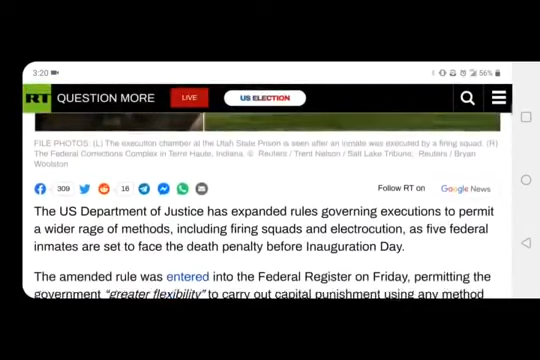 3:20
56%
RT QUESTION MORE LIVE US ELECTION
FILE PHOTOS: (L) The execution chamber at the Utah State Prison is seen after an inmate was executed by a firing squad. (R)
The Federal Corrections Complex in Terre Haute, Indiana. © Reuters / Trent Nelson / Salt Lake Tribune; Reuters / Bryan
Woolston
309 16 Follow RT on Google News
The US Department of Justice has expanded rules governing executions to permit
a wider rage of methods, including firing squads and electrocution, as five federal
inmates are set to face the death penalty before Inauguration Day.
The amended rule was entered into the Federal Register on Friday, permitting the
government "greater flexibility" to carry out capital punishment using any method